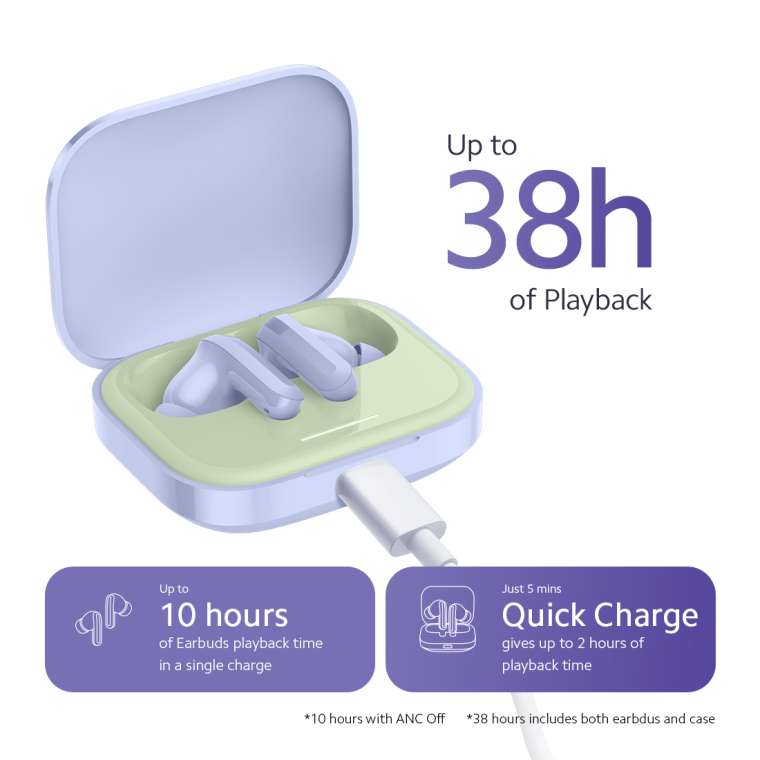 Up to
38h
of Playback
Up to
10 hours
of Earbuds playback time
in a single charge
Just 5 mins
Quick Charge
gives up to 2 hours of
playback time
*10 hours with ANC Off
*38 hours includes both earbdus and case